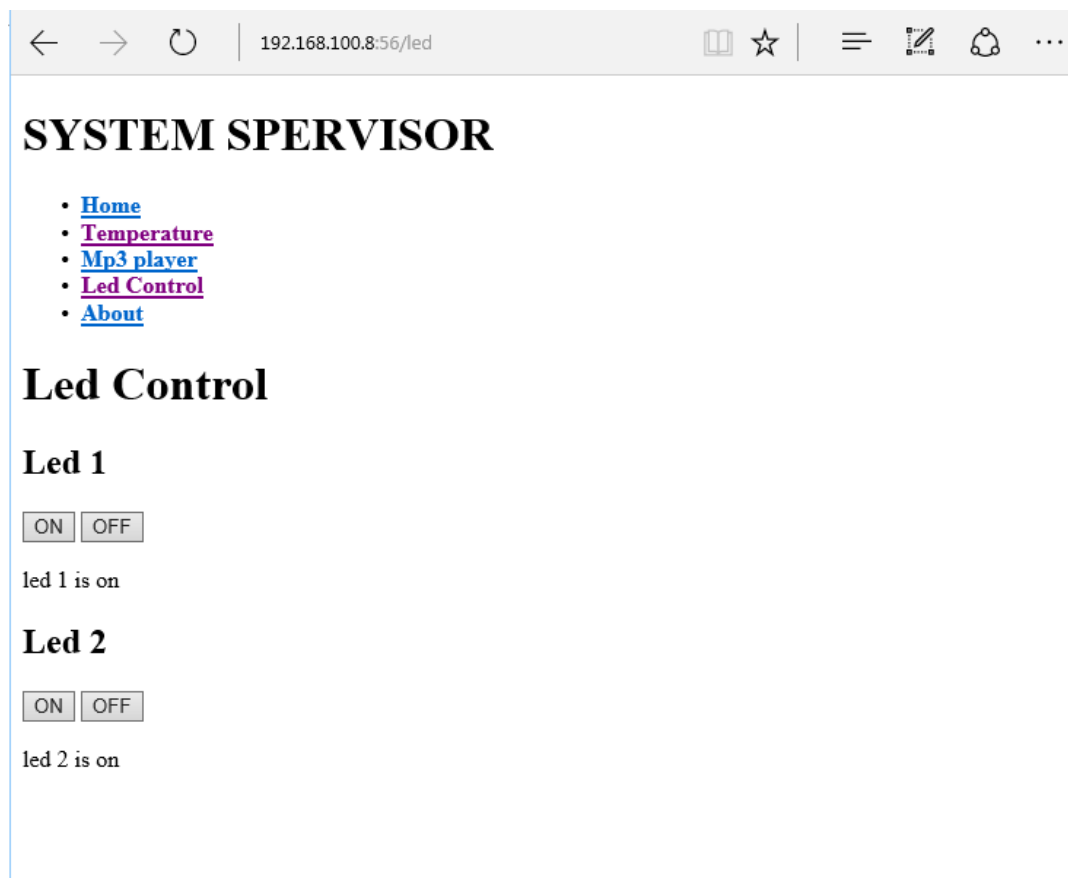 192.168.100.8:56/led
SYSTEM SPERVISOR
• Home
• Temperature
• Mp3 player
• Led Control
• About
Led Control
Led 1
ON OFF
led 1 is on
Led 2
ON OFF
led 2 is on